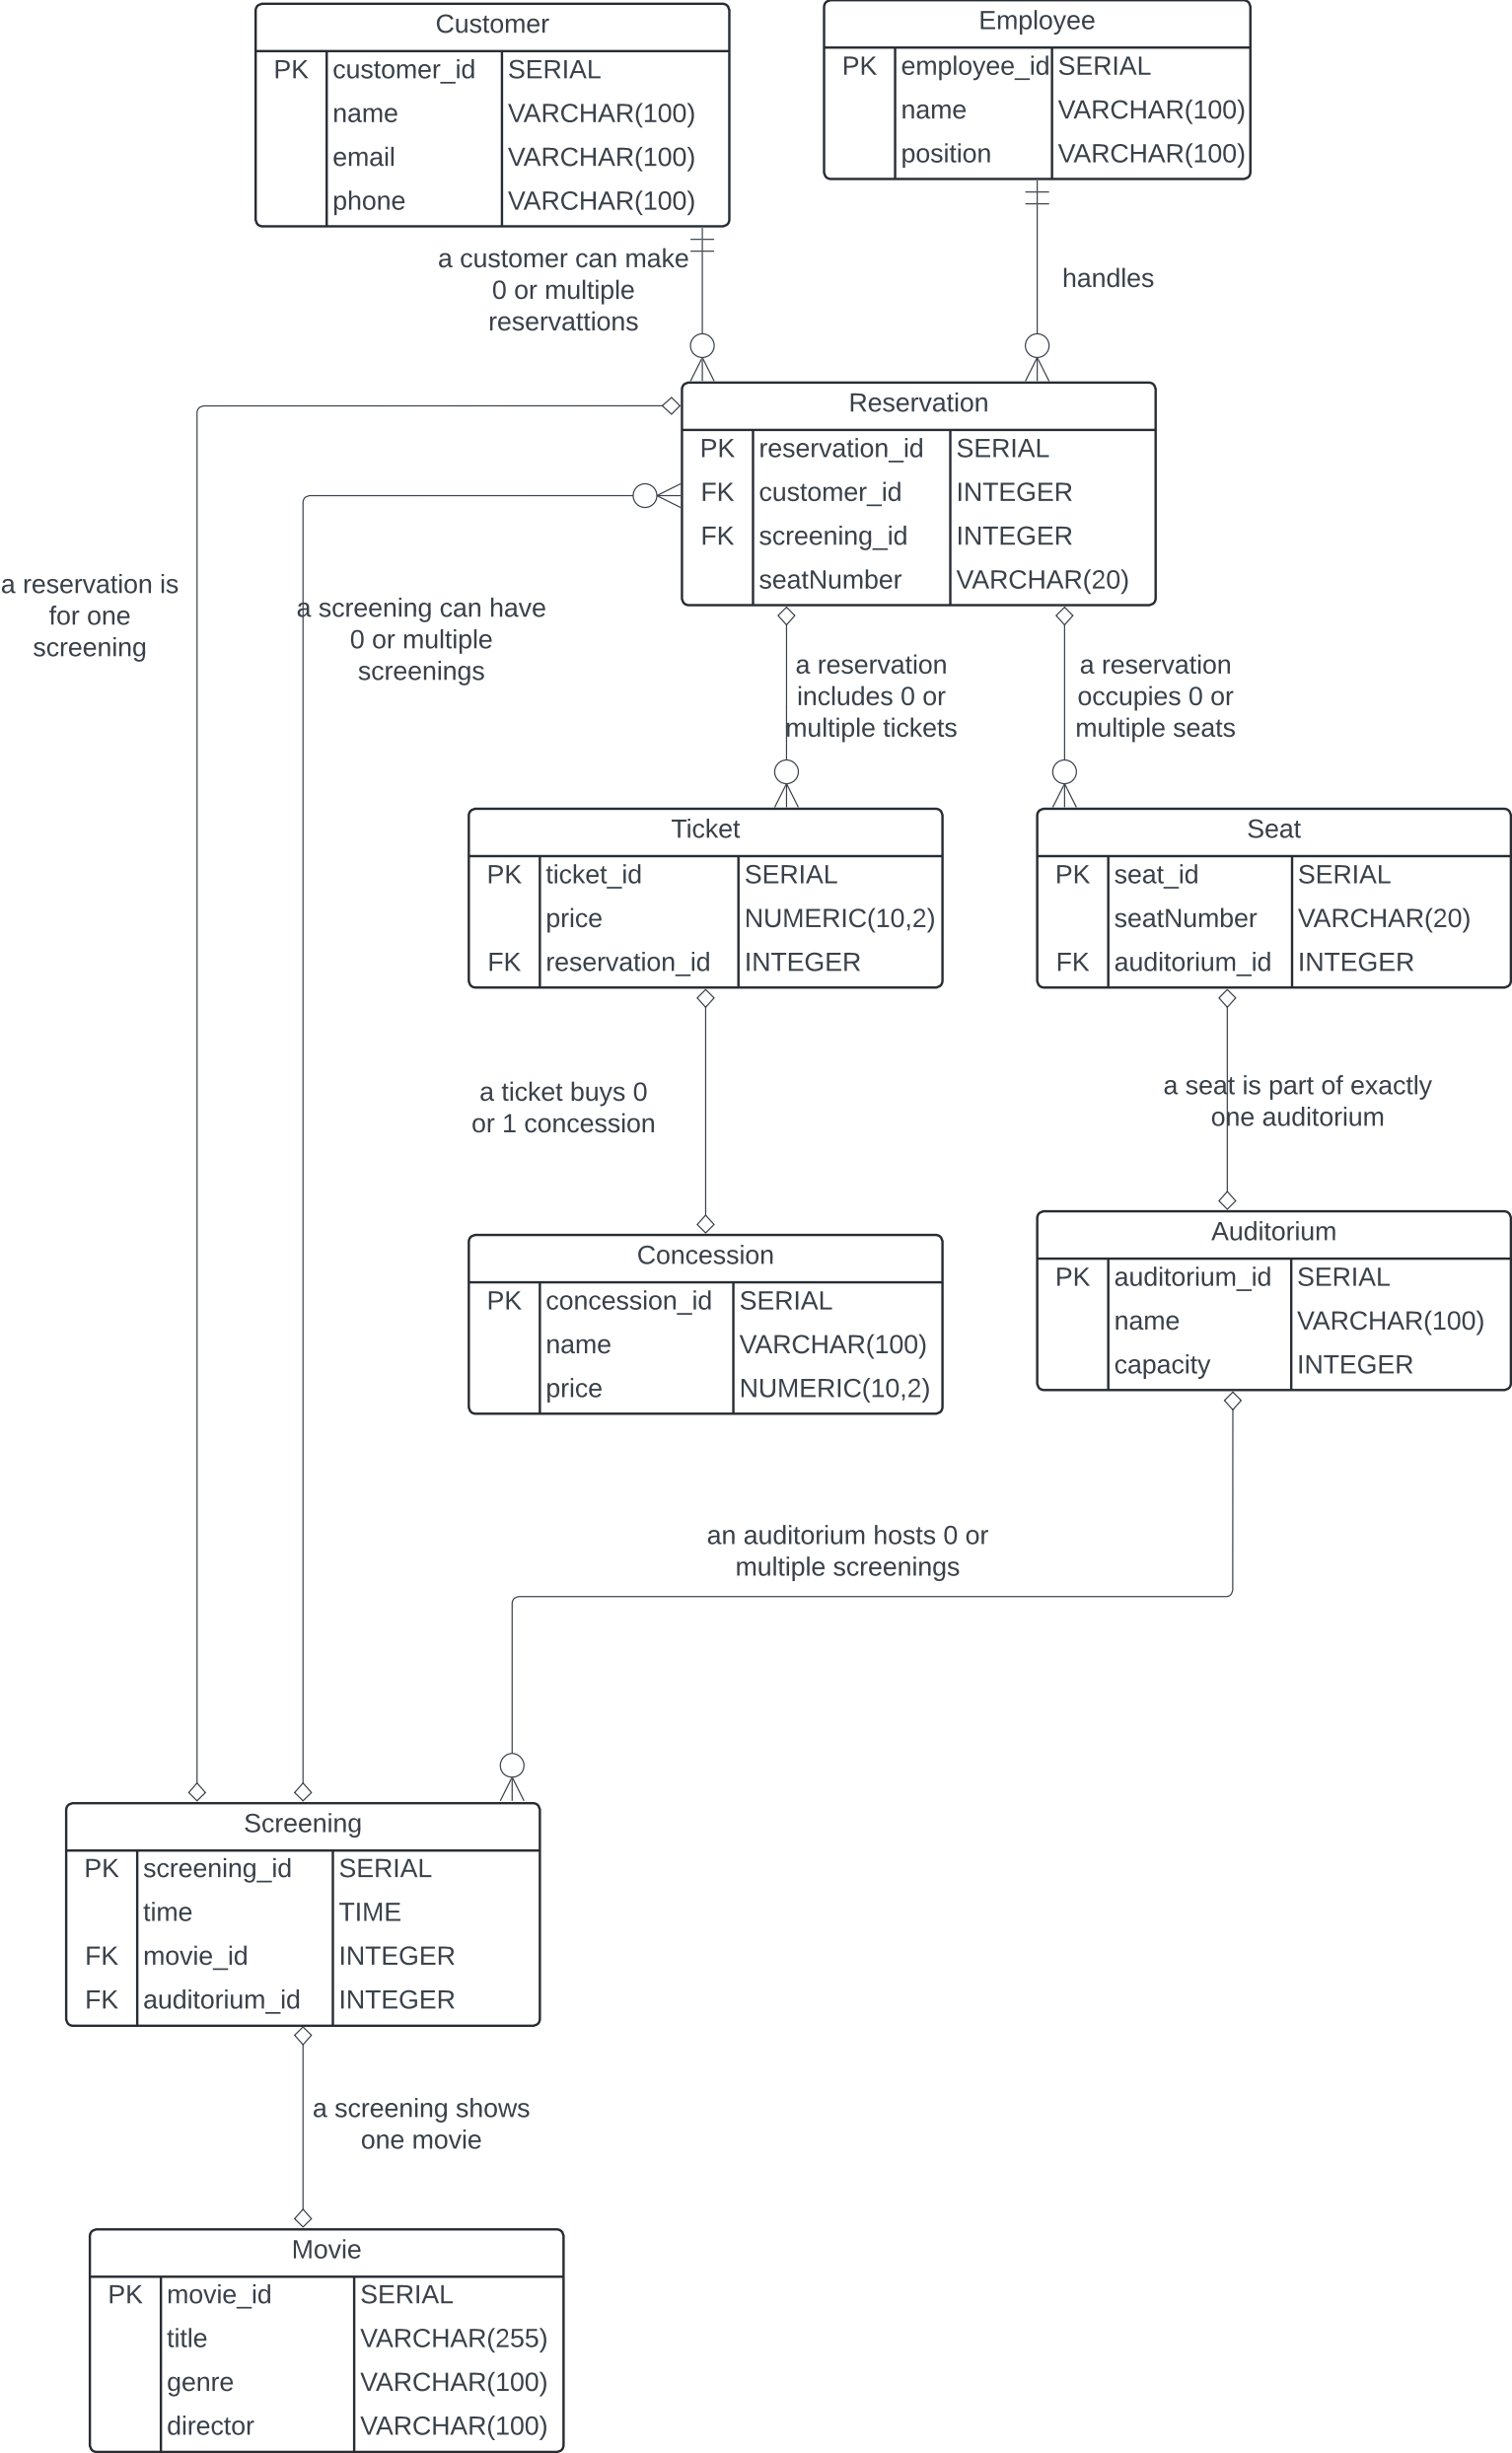 Customer
PK customer_id SERIAL
name VARCHAR(100)
email VARCHAR(100)
phone VARCHAR(100)
Employee
PK employee_id SERIAL
name VARCHAR(100)
position VARCHAR(100)
a customer can make
0 or multiple
reservattions
handles
Reservation
PK reservation_id SERIAL
FK customer_id INTEGER
FK screening_id INTEGER
seatNumber VARCHAR(20)
a reservation is
for one
screening
a screening can have
0 or multiple
screenings
a reservation
includes 0 or
multiple tickets
a reservation
occupies 0 or
multiple seats
Ticket
PK ticket_id SERIAL
price NUMERIC(10,2)
FK reservation_id INTEGER
Seat
PK seat_id SERIAL
seatNumber VARCHAR(20)
FK auditorium_id INTEGER
a ticket buys 0
or 1 concession
a seat is part of exactly
one auditorium
Concession
PK concession_id SERIAL
name VARCHAR(100)
price NUMERIC(10,2)
Auditorium
PK auditorium_id SERIAL
name VARCHAR(100)
capacity INTEGER
an auditorium hosts 0 or
multiple screenings
Screening
PK screening_id SERIAL
time TIME
FK movie_id INTEGER
FK auditorium_id INTEGER
a screening shows
one movie
Movie
PK movie_id SERIAL
title VARCHAR(255)
genre VARCHAR(100)
director VARCHAR(100)